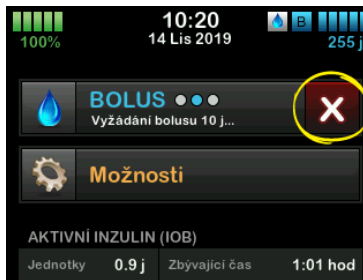 10:20
100% 14 Lis 2019 B 255 j
BOLUS
Vyžádání bolusu 10 j...
X
Možnosti
AKTIVNÍ INZULIN (IOB)
Jednotky 0.9 j Zbývající čas 1:01 hod